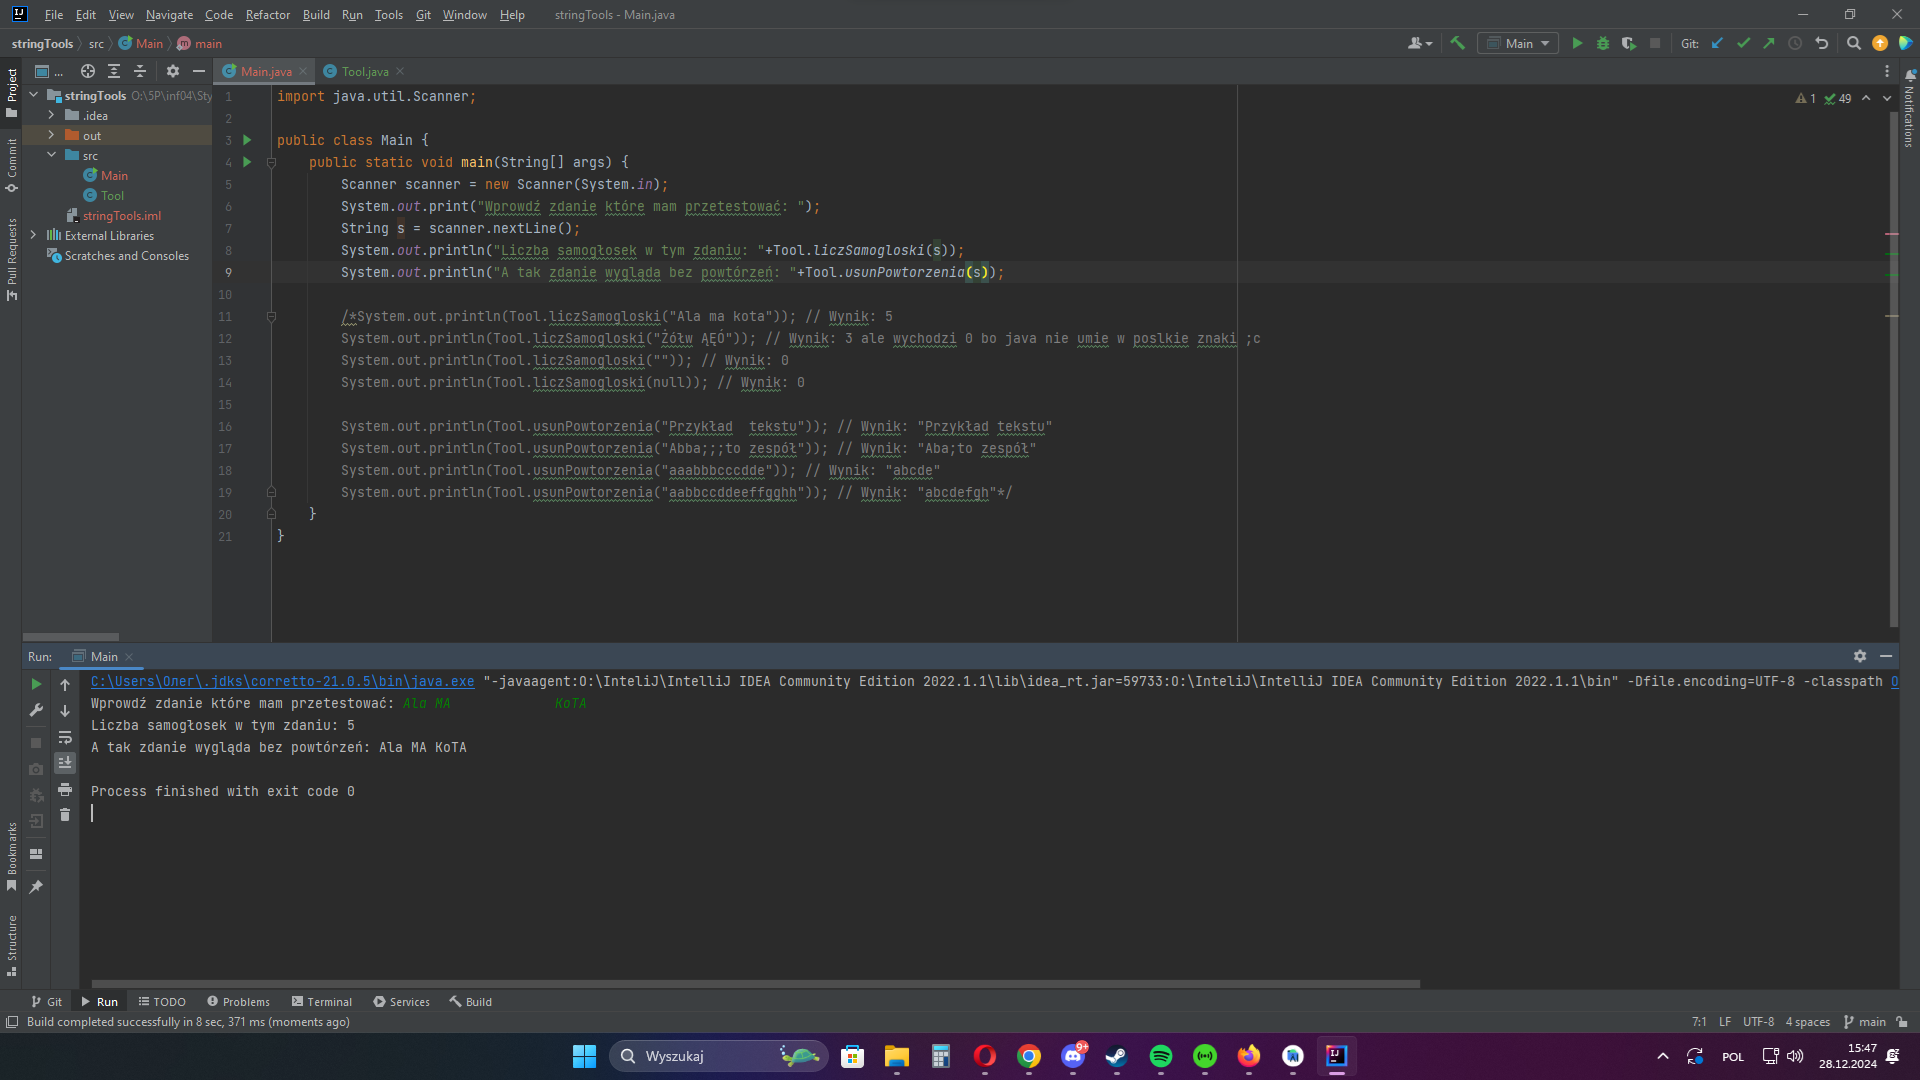 File Edit View Navigate Code Refactor Build Run Tools Git Window Help stringTools - Main.java
stringTools src Main main
Main Git:
... Main.java Tool.java
Project
Commit
Pull Requests
Bookmarks
Structure
Notifications
stringTools O:\5P\inf04\Sty
.idea
out
src
Main
Tool
stringTools.iml
External Libraries
Scratches and Consoles
1 49
1 import java.util.Scanner;
2
3 public class Main {
4 public static void main(String[] args) {
5 Scanner scanner = new Scanner(System.in);
6 System.out.print("Wprowdź zdanie które mam przetestować: ");
7 String s = scanner.nextLine();
8 System.out.println("Liczba samogłosek w tym zdaniu: "+Tool.liczSamogloski(s));
9 System.out.println("A tak zdanie wygląda bez powtórzeń: "+Tool.usunPowtorzenia(s));
10
11 /*System.out.println(Tool.liczSamogloski("Ala ma kota")); // Wynik: 5
12 System.out.println(Tool.liczSamogloski("Żółw ĄĘÓ")); // Wynik: 3 ale wychodzi 0 bo java nie umie w poslkie znaki ;c
13 System.out.println(Tool.liczSamogloski("")); // Wynik: 0
14 System.out.println(Tool.liczSamogloski(null)); // Wynik: 0
15
16 System.out.println(Tool.usunPowtorzenia("Przykład  tekstu")); // Wynik: "Przykład tekstu"
17 System.out.println(Tool.usunPowtorzenia("Abba;;;to zespół")); // Wynik: "Aba;to zespół"
18 System.out.println(Tool.usunPowtorzenia("aaabbbcccdde")); // Wynik: "abcde"
19 System.out.println(Tool.usunPowtorzenia("aabbccddeeffgghh")); // Wynik: "abcdefgh"*/
20 }
21 }
Run: Main
C:\Users\Олег\.jdks\corretto-21.0.5\bin\java.exe "-javaagent:O:\InteliJ\IntelliJ IDEA Community Edition 2022.1.1\lib\idea_rt.jar=59733:O:\InteliJ\IntelliJ IDEA Community Edition 2022.1.1\bin" -Dfile.encoding=UTF-8 -classpath O
Wprowdź zdanie które mam przetestować: Ala MA             KoTA
Liczba samogłosek w tym zdaniu: 5
A tak zdanie wygląda bez powtórzeń: Ala MA KoTA
Process finished with exit code 0
Git Run TODO Problems Terminal Services Build
Build completed successfully in 8 sec, 371 ms (moments ago) 7:1 LF UTF-8 4 spaces main
Wyszukaj 9+ POL 15:47
28.12.2024